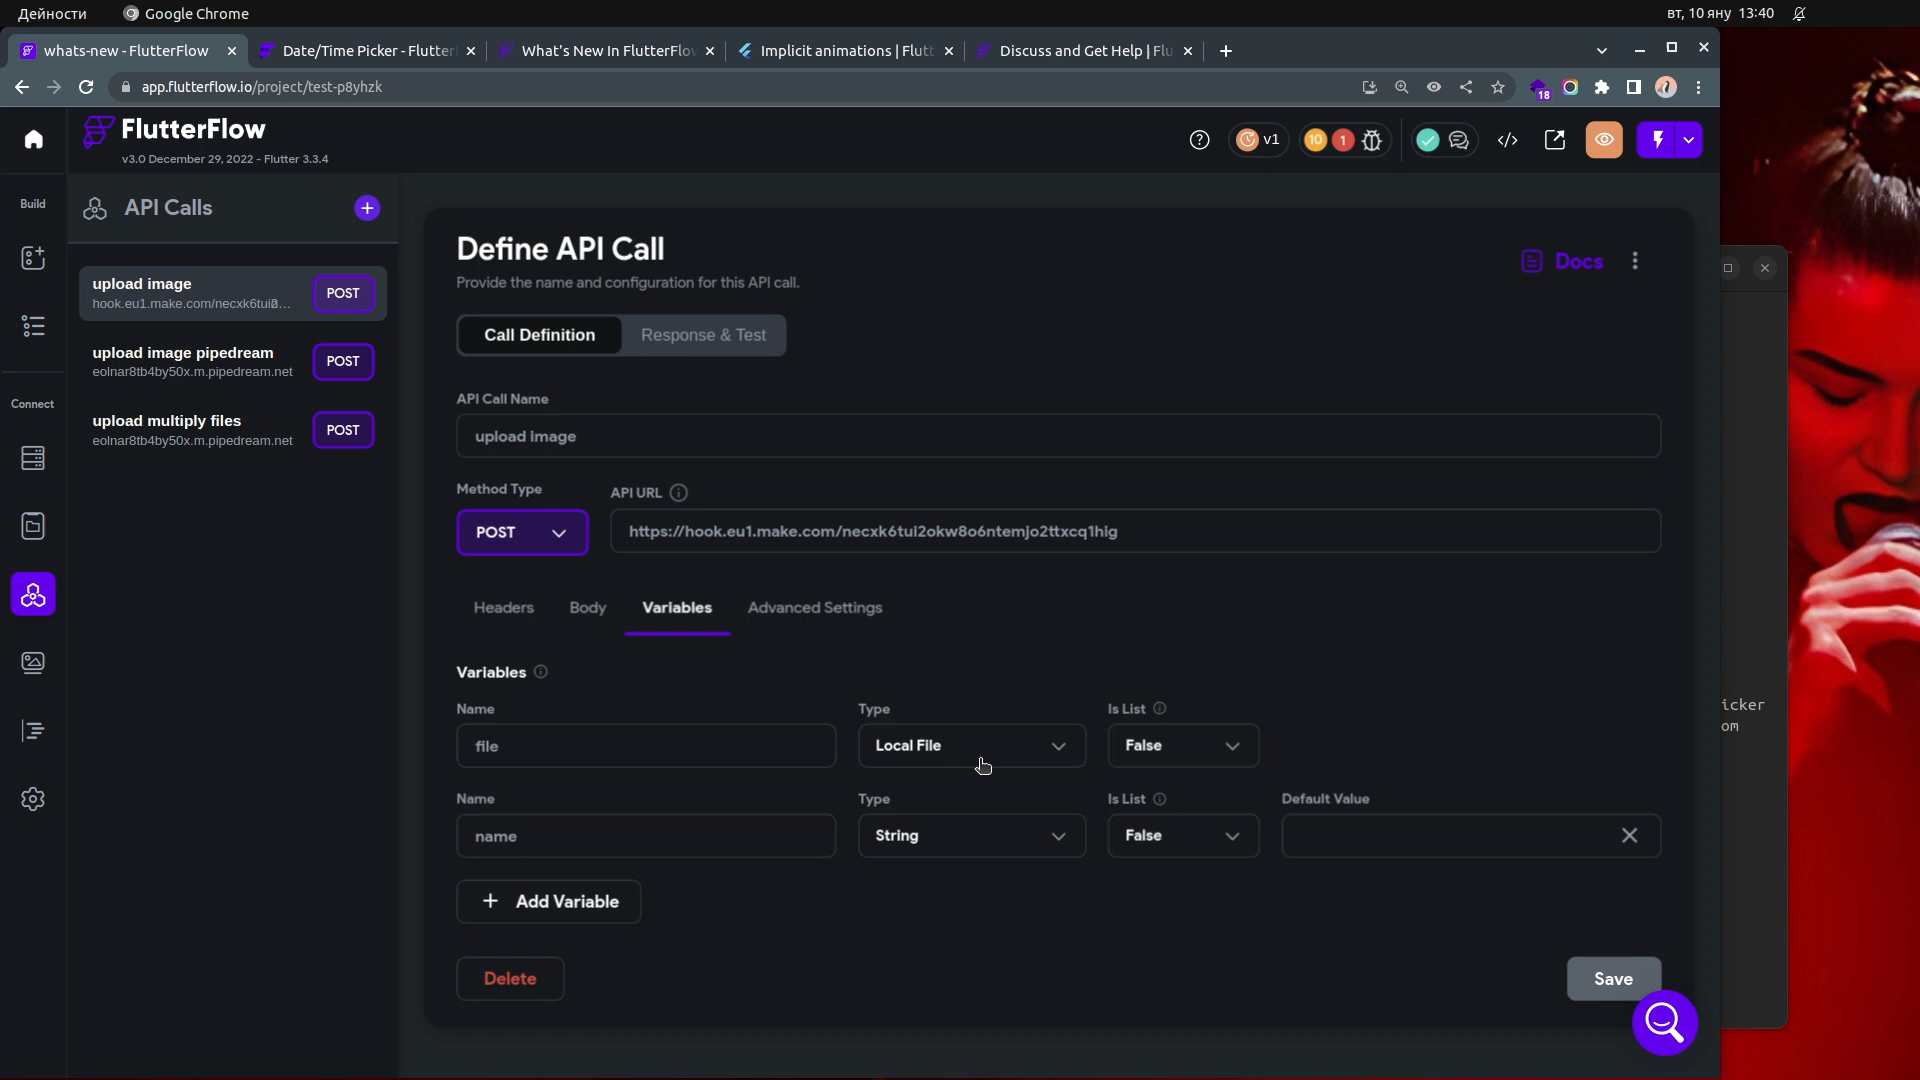 Дейности
Google Chrome
вт, 10 яну 13:40
whats-new - FlutterFlow
Date/Time Picker - Flutter
What's New In FlutterFlow
Implicit animations | Flutt
Discuss and Get Help | Flu
app.flutterflow.io/project/test-p8yhzk
18
FlutterFlow
v3.0 December 29, 2022 - Flutter 3.3.4
v1
10
1
Build
API Calls
upload image
hook.eu1.make.com/necxk6tui2...
POST
upload image pipedream
eolnar8tb4by50x.m.pipedream.net
POST
Connect
upload multiply files
eolnar8tb4by50x.m.pipedream.net
POST
Define API Call
Provide the name and configuration for this API call.
Docs
Call Definition
Response & Test
API Call Name
upload image
Method Type
API URL
POST
https://hook.eu1.make.com/necxk6tui2okw8o6ntemjo2ttxcq1hig
Headers
Body
Variables
Advanced Settings
Variables
Name
Type
Is List
file
Local File
False
Name
Type
Is List
Default Value
name
String
False
Add Variable
Delete
Save
icker
om